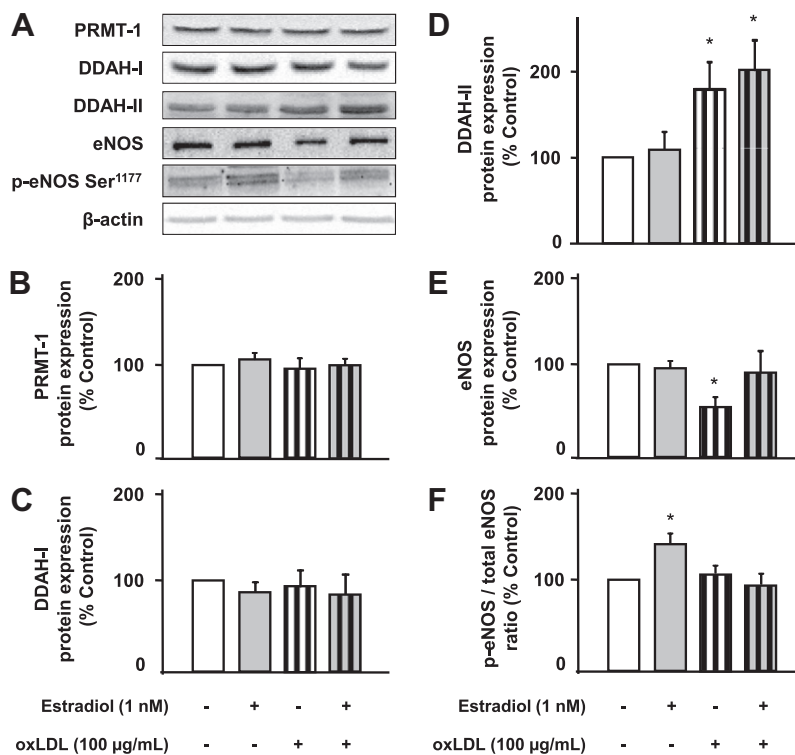 A
PRMT-1
DDAH-I
DDAH-II
eNOS
p-eNOS Ser¹¹⁷⁷
β-actin
B
PRMT-1
protein expression
(% Control)
200
100
0
C
DDAH-I
protein expression
(% Control)
200
100
0
Estradiol (1 nM) - + - +
oxLDL (100 µg/mL) - - + +
D
DDAH-II
protein expression
(% Control)
200
100
0
* *
E
eNOS
protein expression
(% Control)
200
100
0
*
F
p-eNOS / total eNOS
ratio (% Control)
200
100
0
*
Estradiol (1 nM) - + - +
oxLDL (100 µg/mL) - - + +